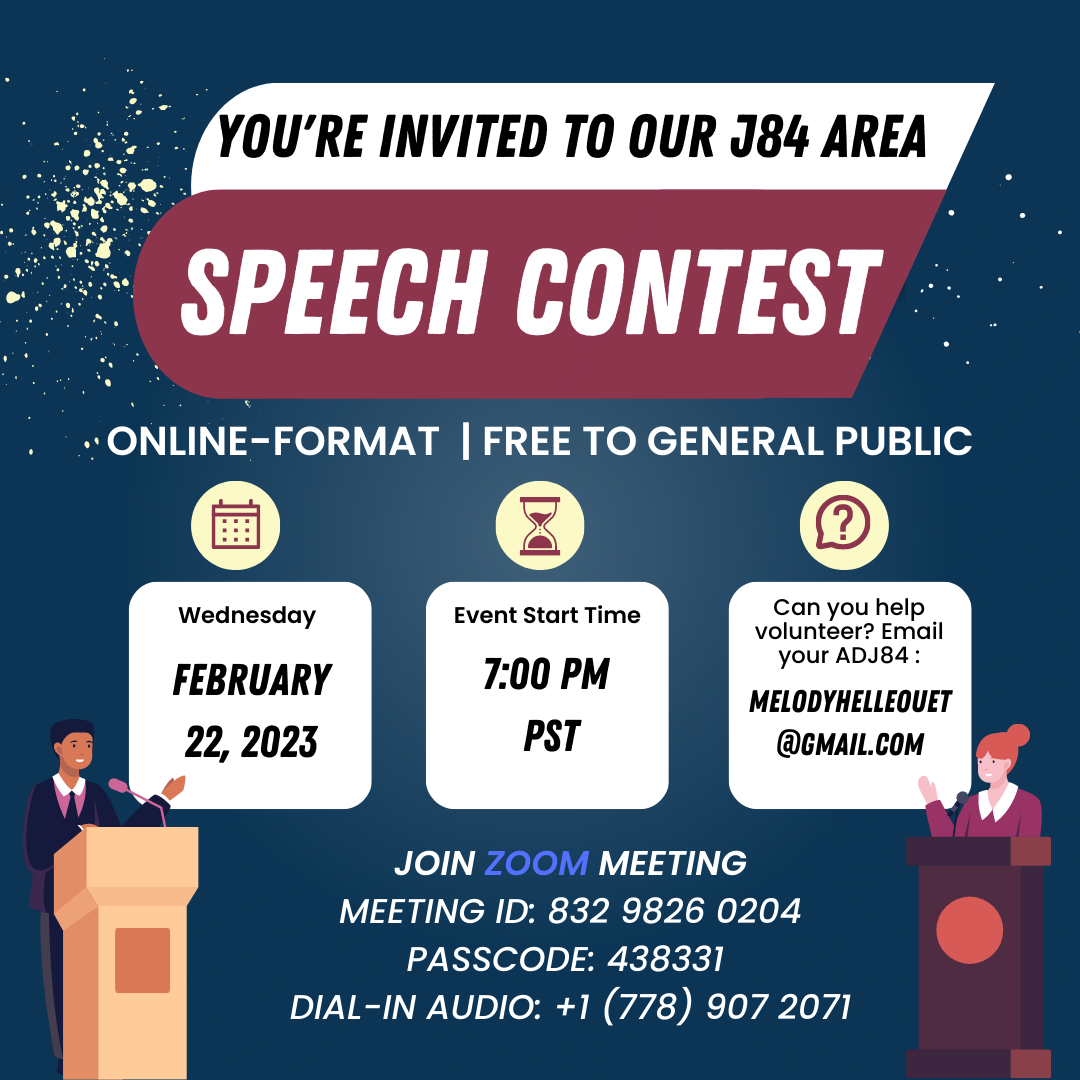 YOU'RE INVITED TO OUR J84 AREA
SPEECH CONTEST
ONLINE-FORMAT | FREE TO GENERAL PUBLIC
Wednesday
FEBRUARY
22, 2023
Event Start Time
7:00 PM
PST
Can you help
volunteer? Email
your ADJ84 :
MELODYHELLEOUET
@GMAIL.COM
JOIN ZOOM MEETING
MEETING ID: 832 9826 0204
PASSCODE: 438331
DIAL-IN AUDIO: +1 (778) 907 2071